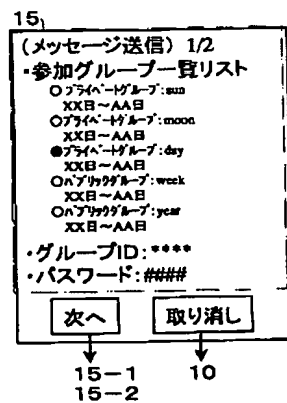 15
(メッセージ送信) 1/2
・参加グループ一覧リスト
○プライベートグループ:sun
XX日～AA日
○プライベートグループ:moon
XX日～AA日
●プライベートグループ:day
XX日～AA日
○パブリックグループ:week
XX日～AA日
○パブリックグループ:year
XX日～AA日
・グループID:****
・パスワード:####
次へ 取り消し
15-1 10
15-2